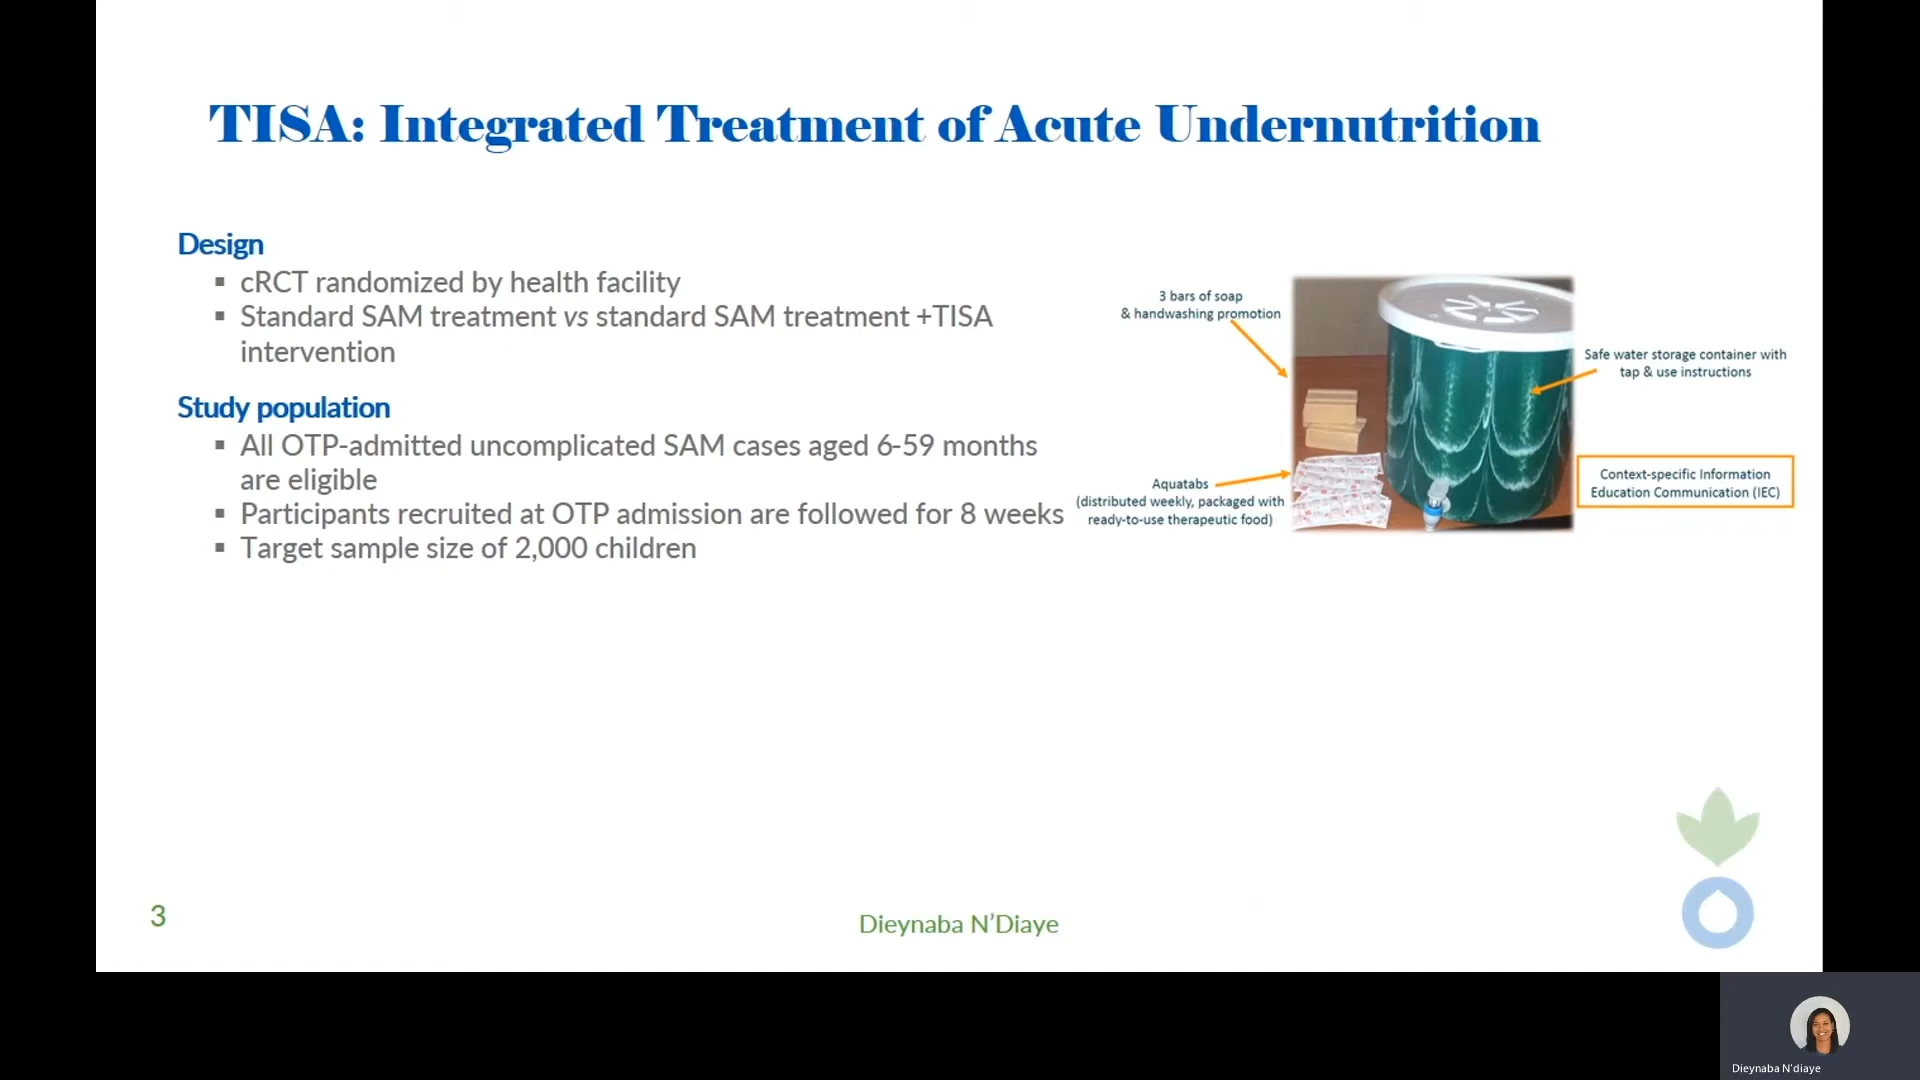 TISA: Integrated Treatment of Acute Undernutrition
Design
▪ cRCT randomized by health facility
▪ Standard SAM treatment vs standard SAM treatment +TISA
intervention
Study population
▪ All OTP-admitted uncomplicated SAM cases aged 6-59 months
are eligible
▪ Participants recruited at OTP admission are followed for 8 weeks
▪ Target sample size of 2,000 children
3 bars of soap
& handwashing promotion
Aquatabs
(distributed weekly, packaged with
ready-to-use therapeutic food)
Safe water storage container with
tap & use instructions
Context-specific Information
Education Communication (IEC)
3
Dieynaba N’Diaye
Dieynaba N'diaye